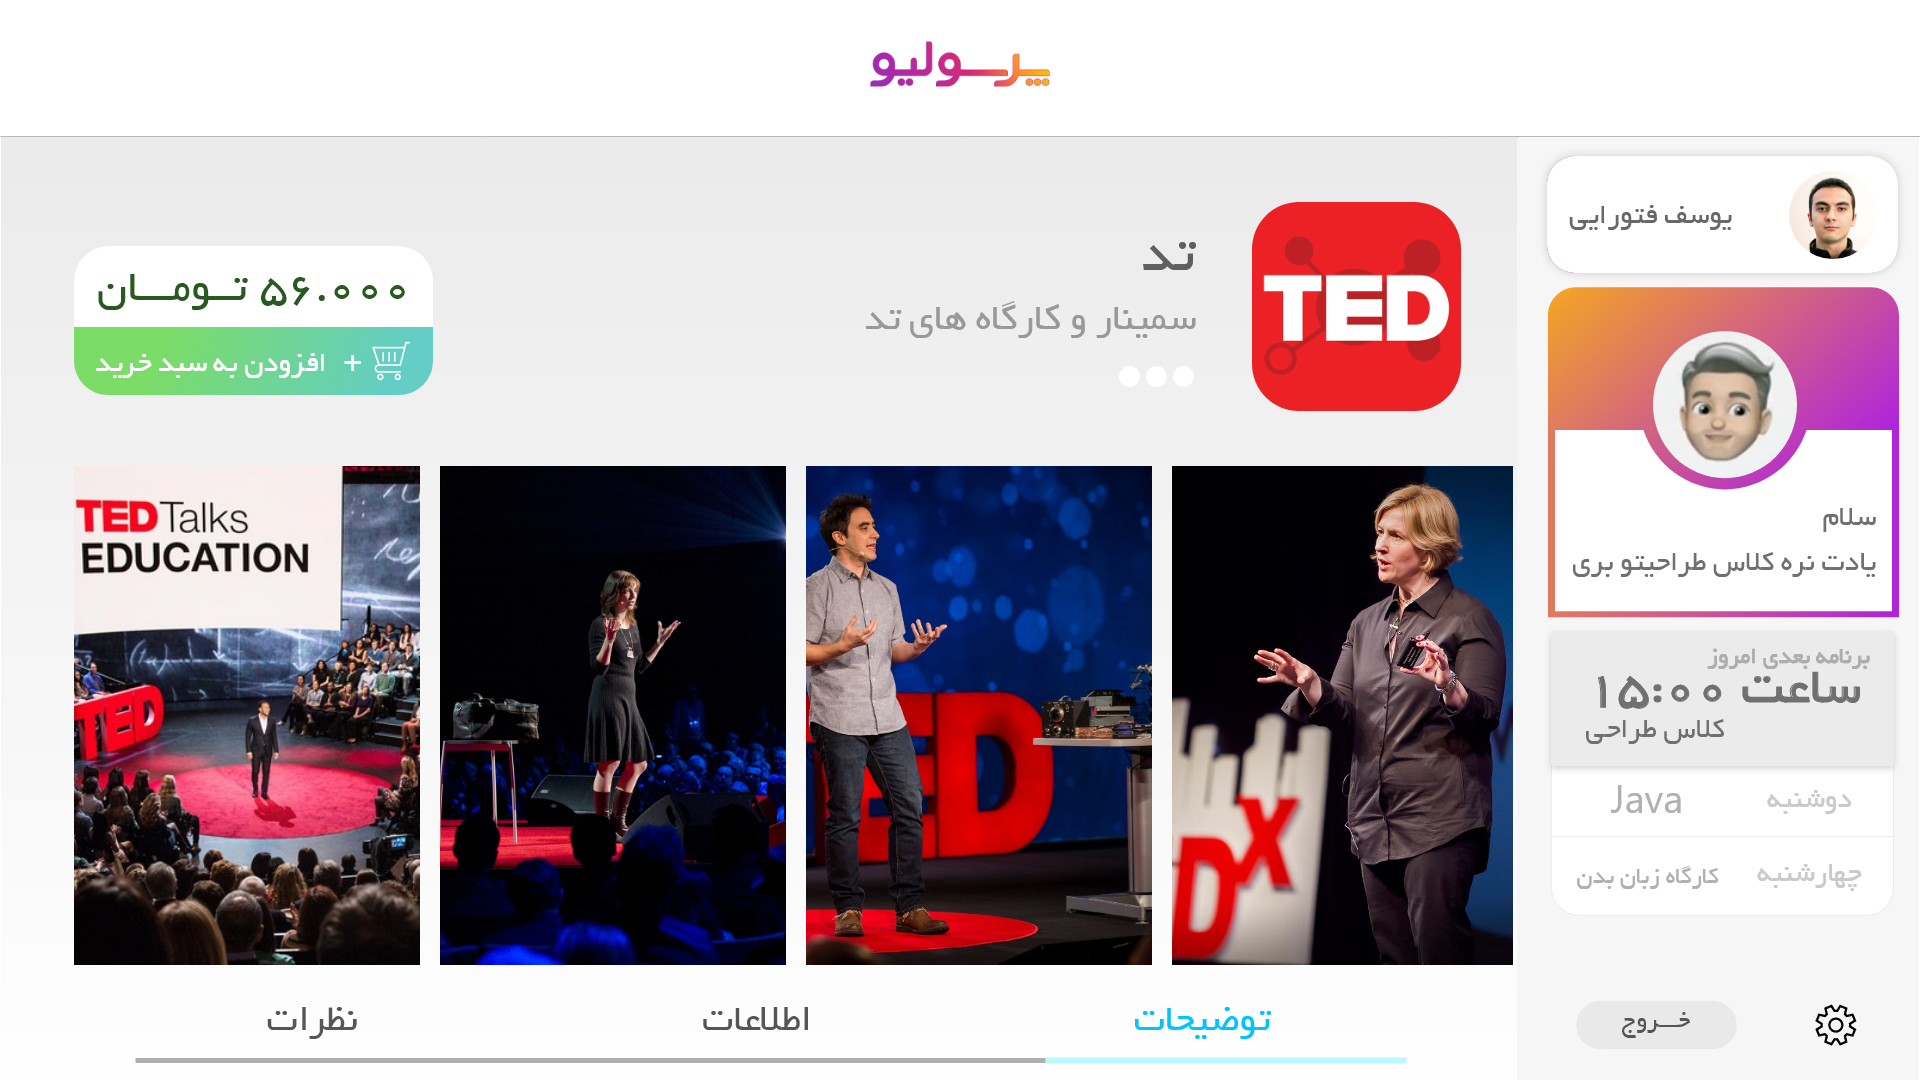 پرسولیو
یوسف فتورایی
سلام
یادت نره کلاس طراحیتو بری
برنامه بعدی امروز
ساعت ۱۵:۰۰
کلاس طراحی
دوشنبه Java
چهارشنبه کارگاه زبان بدن
خروج
TED
تد
سمینار و کارگاه های تد
۵۶.۰۰۰ تومان
+ افزودن به سبد خرید
TEDTalks
EDUCATION
TED
TED
Dx
توضیحات
اطلاعات
نظرات